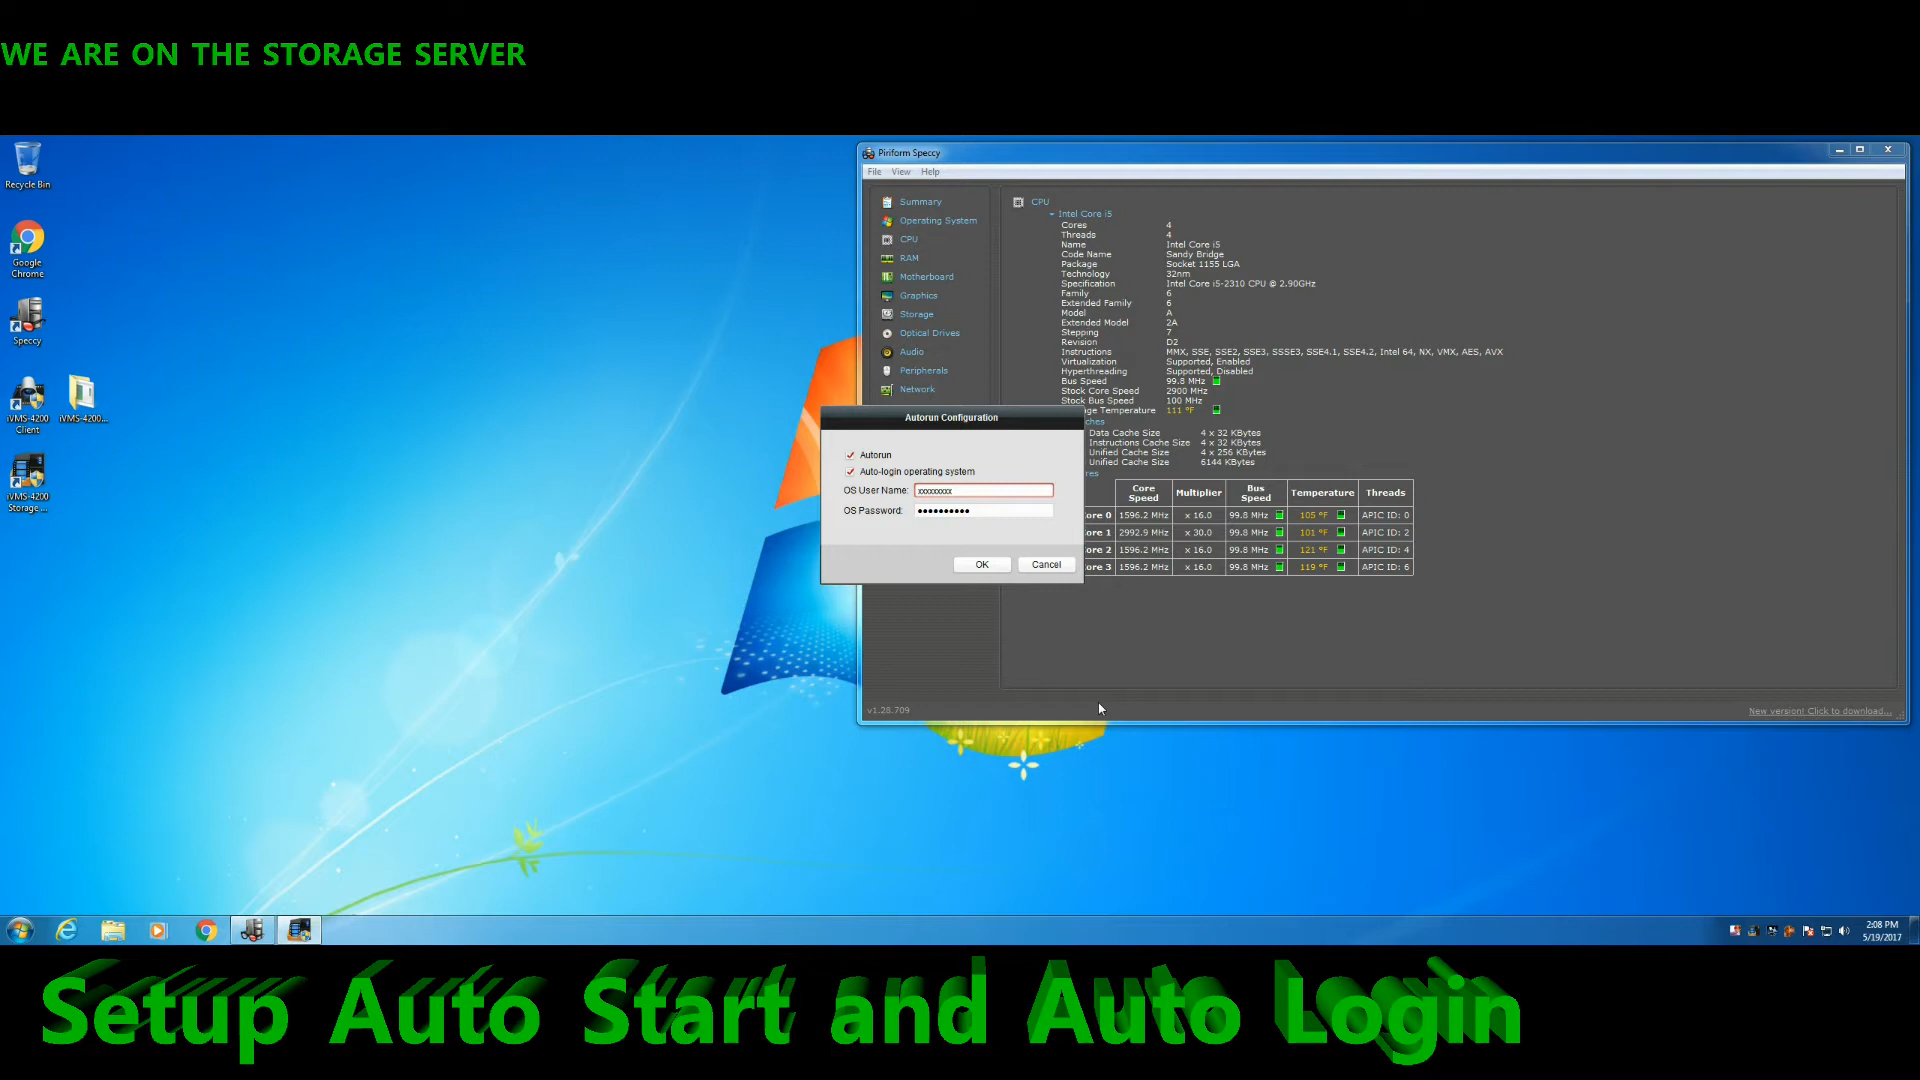 WE ARE ON THE STORAGE SERVER
Recycle Bin
Google
Chrome
Speccy
iVMS-4200
Client
iVMS-4200...
iVMS-4200
Storage ...
Piriform Speccy
File View Help
Summary
Operating System
CPU
RAM
Motherboard
Graphics
Storage
Optical Drives
Audio
Peripherals
Network
CPU
Intel Core i5
Cores 4
Threads 4
Name Intel Core i5
Code Name Sandy Bridge
Package Socket 1155 LGA
Technology 32nm
Specification Intel Core i5-2310 CPU @ 2.90GHz
Family 6
Extended Family 6
Model A
Extended Model 2A
Stepping 7
Revision D2
Instructions MMX, SSE, SSE2, SSE3, SSSE3, SSE4.1, SSE4.2, Intel 64, NX, VMX, AES, AVX
Virtualization Supported, Enabled
Hyperthreading Supported, Disabled
Bus Speed 99.8 MHz
Stock Core Speed 2900 MHz
Stock Bus Speed 100 MHz
Temperature 111 °F
Data Cache Size 4 x 32 KBytes
Instructions Cache Size 4 x 32 KBytes
Unified Cache Size 4 x 256 KBytes
Unified Cache Size 6144 KBytes
Core Speed Multiplier Bus Speed Temperature Threads
ore 0 1596.2 MHz x 16.0 99.8 MHz 105 °F APIC ID: 0
ore 1 2992.9 MHz x 30.0 99.8 MHz 101 °F APIC ID: 2
ore 2 1596.2 MHz x 16.0 99.8 MHz 121 °F APIC ID: 4
ore 3 1596.2 MHz x 16.0 99.8 MHz 119 °F APIC ID: 6
v1.28.709
New version! Click to download...
Autorun Configuration
Autorun
Auto-login operating system
OS User Name: xxxxxxxxx
OS Password: ●●●●●●●●●●
OK Cancel
2:08 PM
5/19/2017
Setup Auto Start and Auto Login